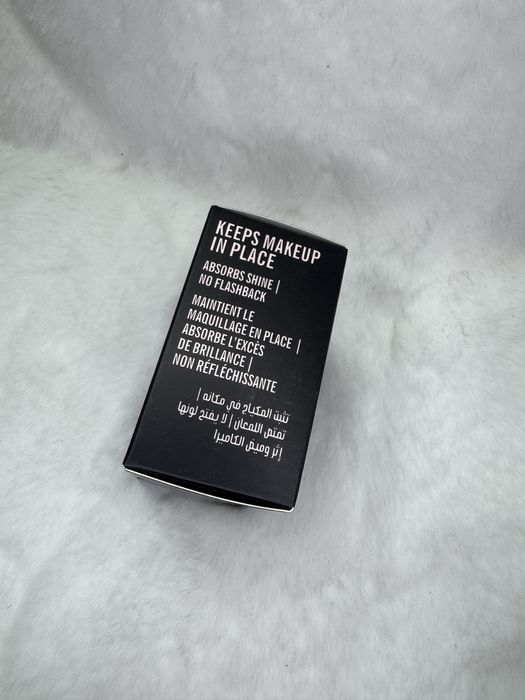 KEEPS MAKEUP
IN PLACE
ABSORBS SHINE |
NO FLASHBACK
MAINTIENT LE
MAQUILLAGE EN PLACE |
ABSORBE L'EXCÈS
DE BRILLANCE |
NON RÉFLÉCHISSANTE
تثبت المكياج في مكانه |
تمتص اللمعان | لا يفتح لونها
إثر وميض الكاميرا